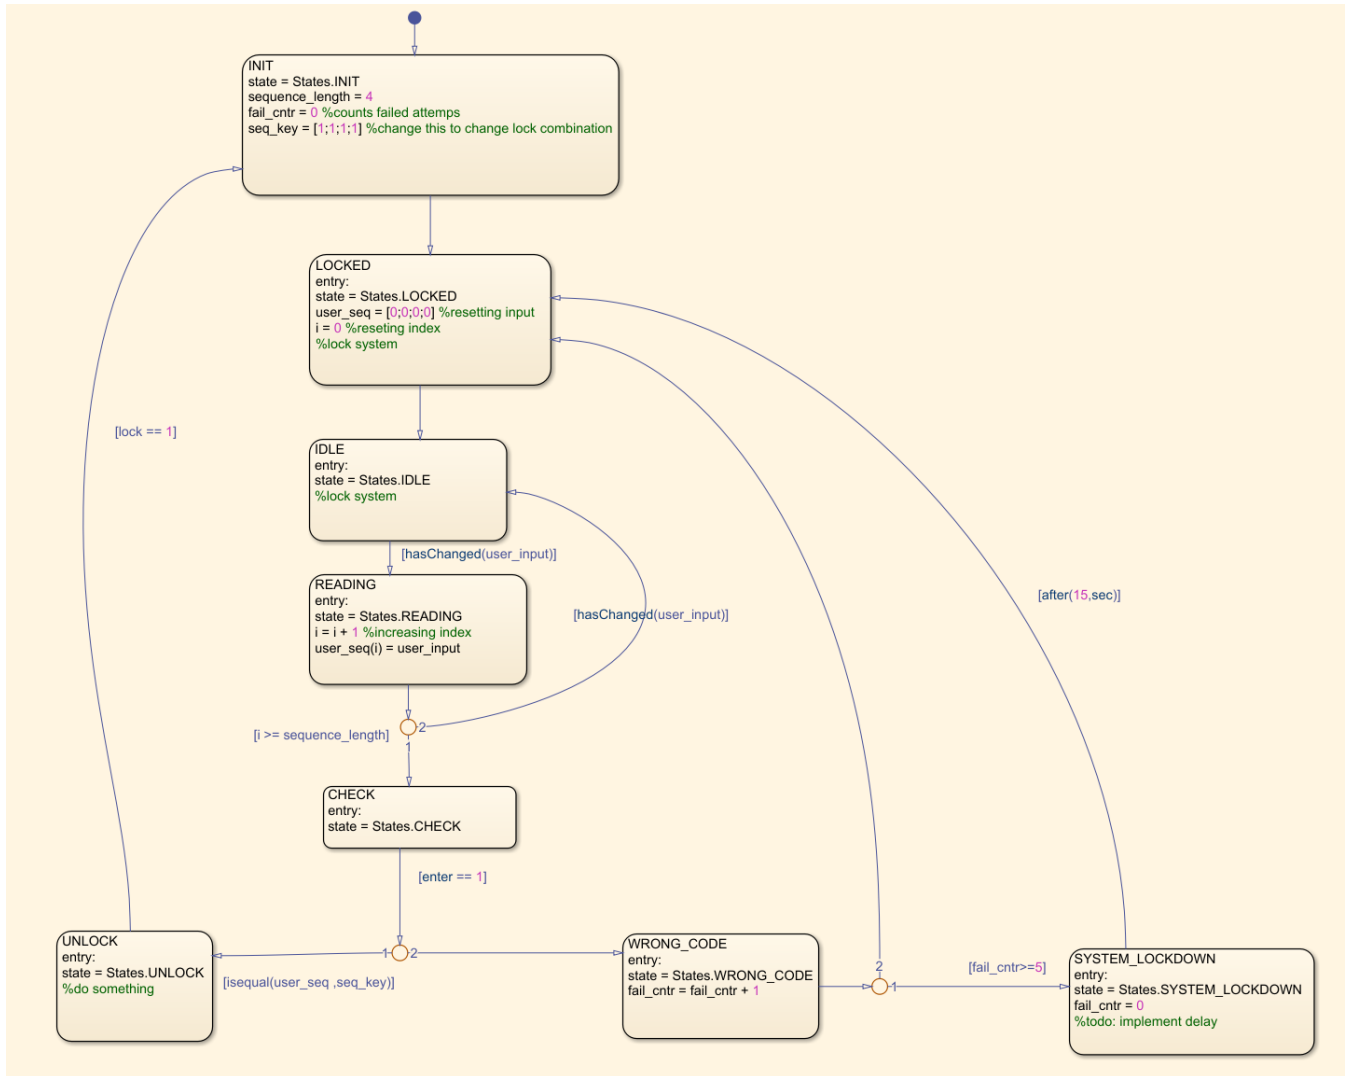 INIT
state = States.INIT
sequence_length = 4
fail_cntr = 0 %counts failed attemps
seq_key = [1;1;1;1] %change this to change lock combination
LOCKED
entry:
state = States.LOCKED
user_seq = [0;0;0;0] %resetting input
i = 0 %reseting index
%lock system
[lock == 1]
IDLE
entry:
state = States.IDLE
%lock system
[hasChanged(user_input)]
READING
entry:
state = States.READING
i = i + 1 %increasing index
user_seq(i) = user_input
[hasChanged(user_input)]
[after(15,sec)]
2
[i >= sequence_length]
1
CHECK
entry:
state = States.CHECK
[enter == 1]
1
2
[isequal(user_seq ,seq_key)]
UNLOCK
entry:
state = States.UNLOCK
%do something
WRONG_CODE
entry:
state = States.WRONG_CODE
fail_cntr = fail_cntr + 1
2
1
[fail_cntr>=5]
SYSTEM_LOCKDOWN
entry:
state = States.SYSTEM_LOCKDOWN
fail_cntr = 0
%todo: implement delay